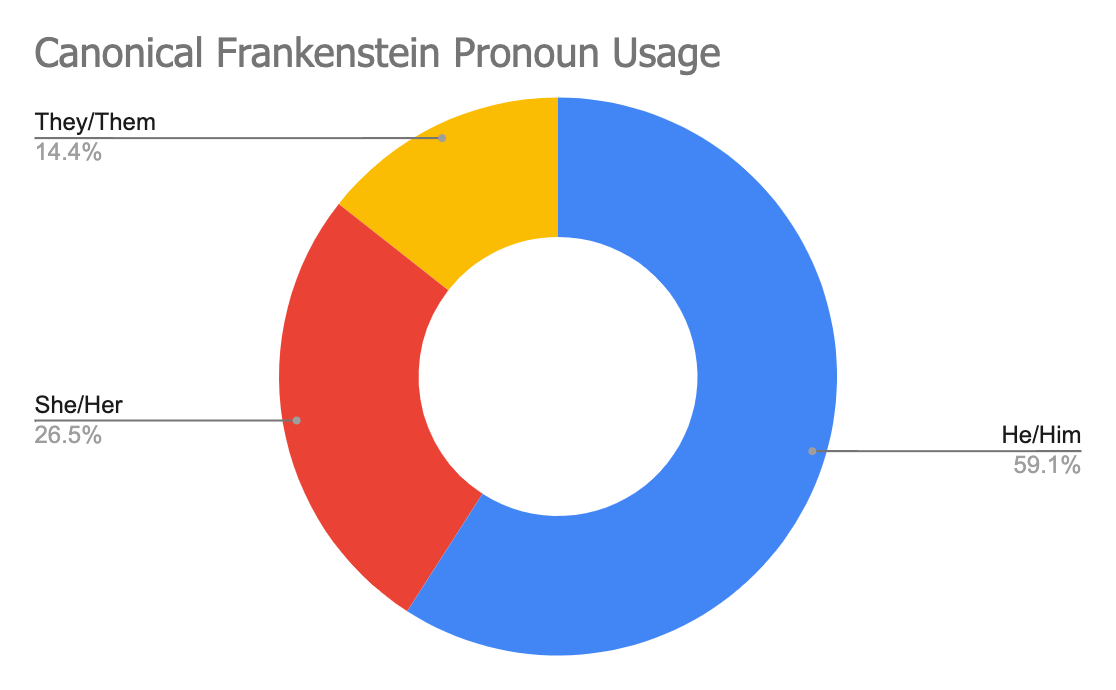 Canonical Frankenstein Pronoun Usage
They/Them
14.4%
She/Her
26.5%
He/Him
59.1%